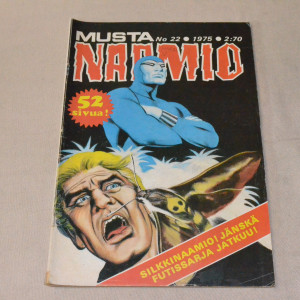 MUSTA
No 22 • 1975 • 2:70
NAAMIO
52
sivua!
SILKKINAAMIO! JÄNSKÄ
FUTISSARJA JATKUU!